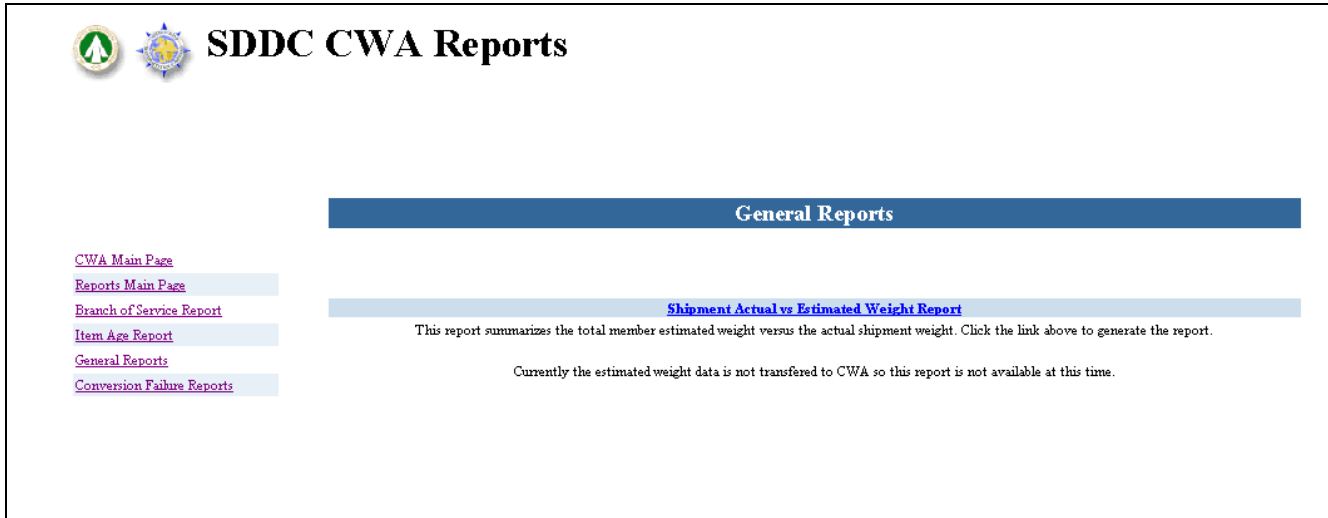 SDDC CWA Reports
General Reports
CWA Main Page
Reports Main Page
Branch of Service Report
Item Age Report
General Reports
Conversion Failure Reports
Shipment Actual vs Estimated Weight Report
This report summarizes the total member estimated weight versus the actual shipment weight. Click the link above to generate the report.
Currently the estimated weight data is not transfered to CWA so this report is not available at this time.